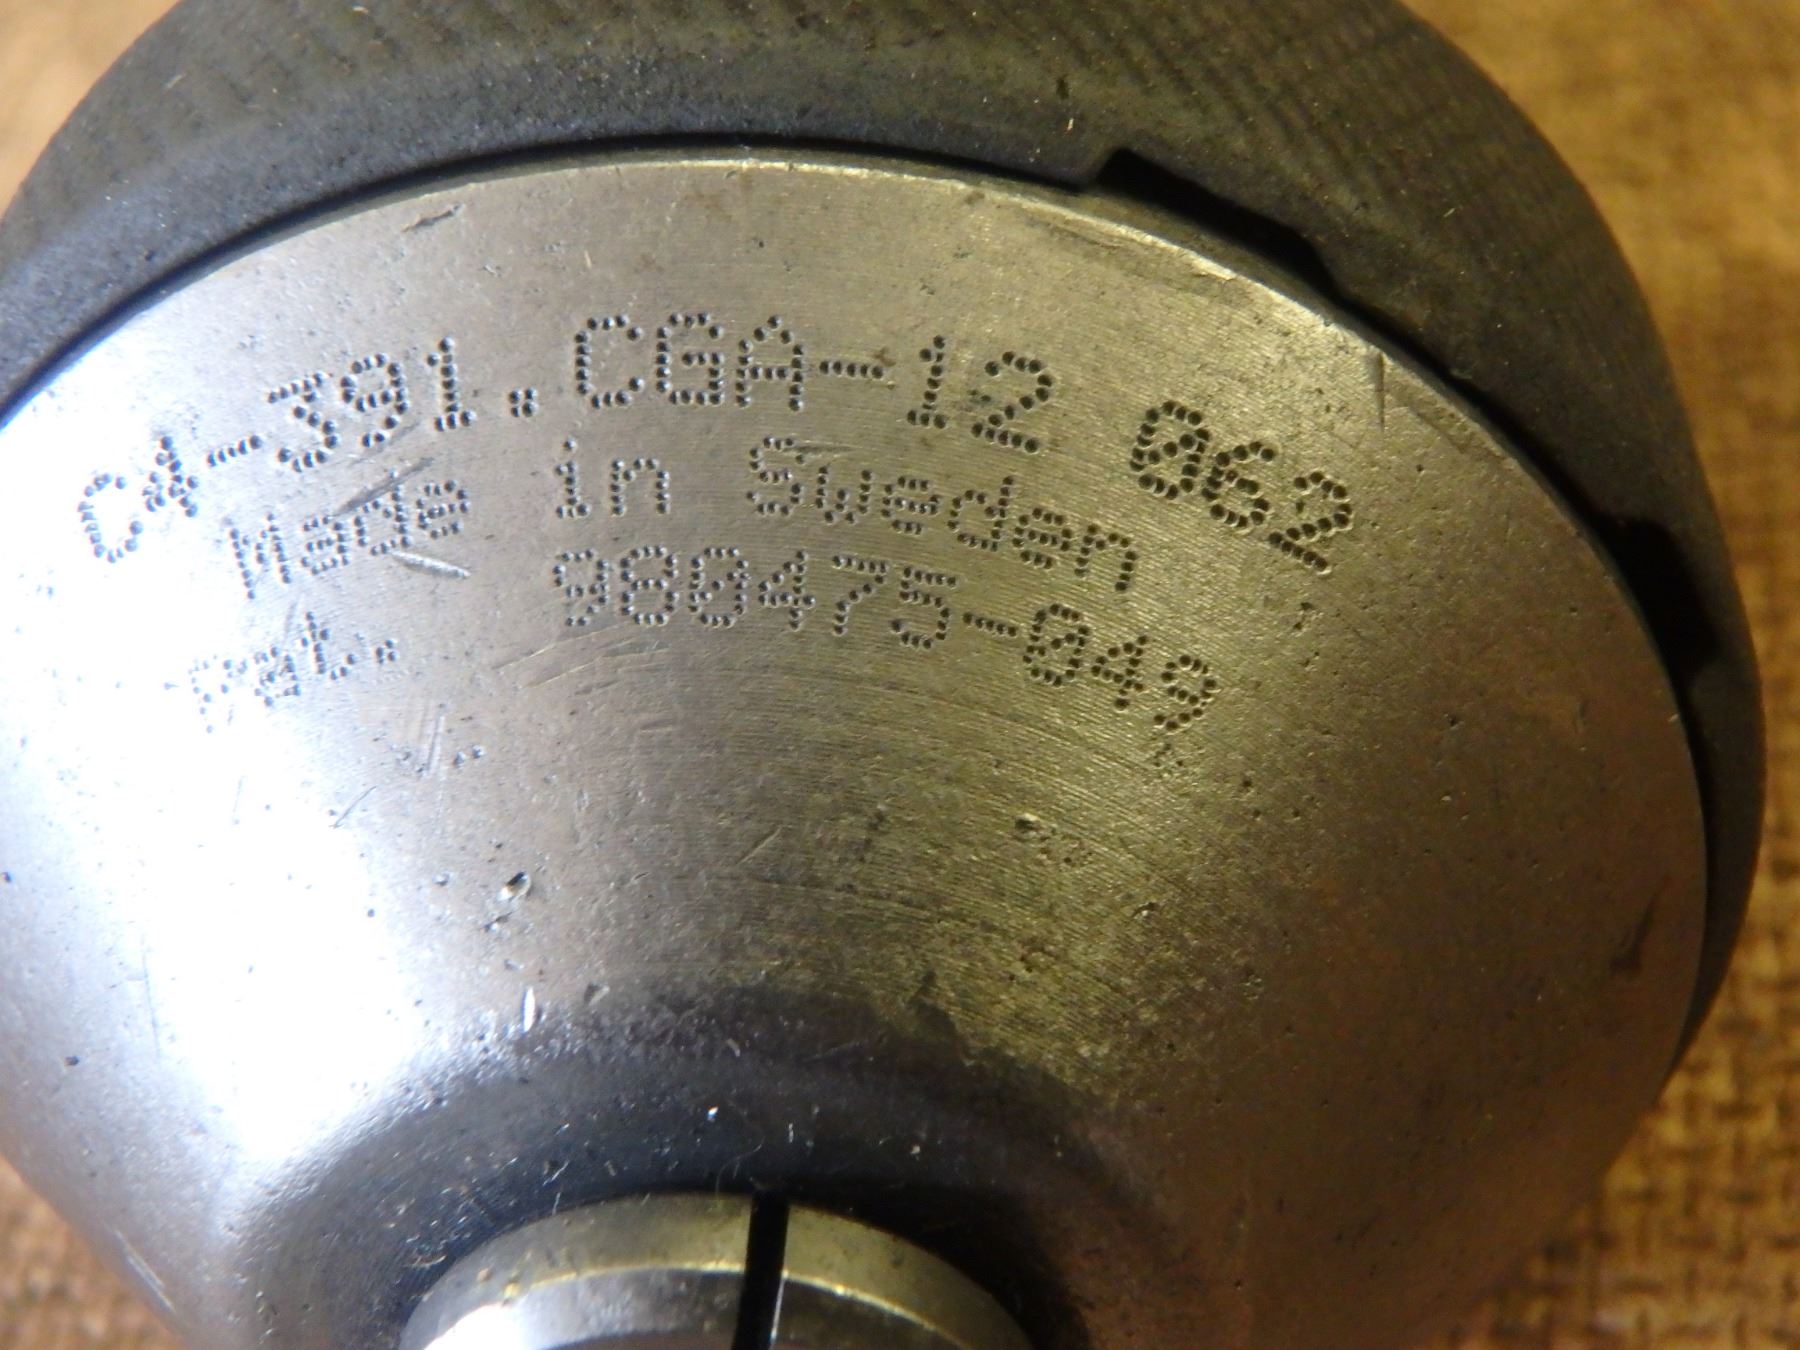 C4-391.CGA-12 062
Made in Sweden
Pat. 980475-049